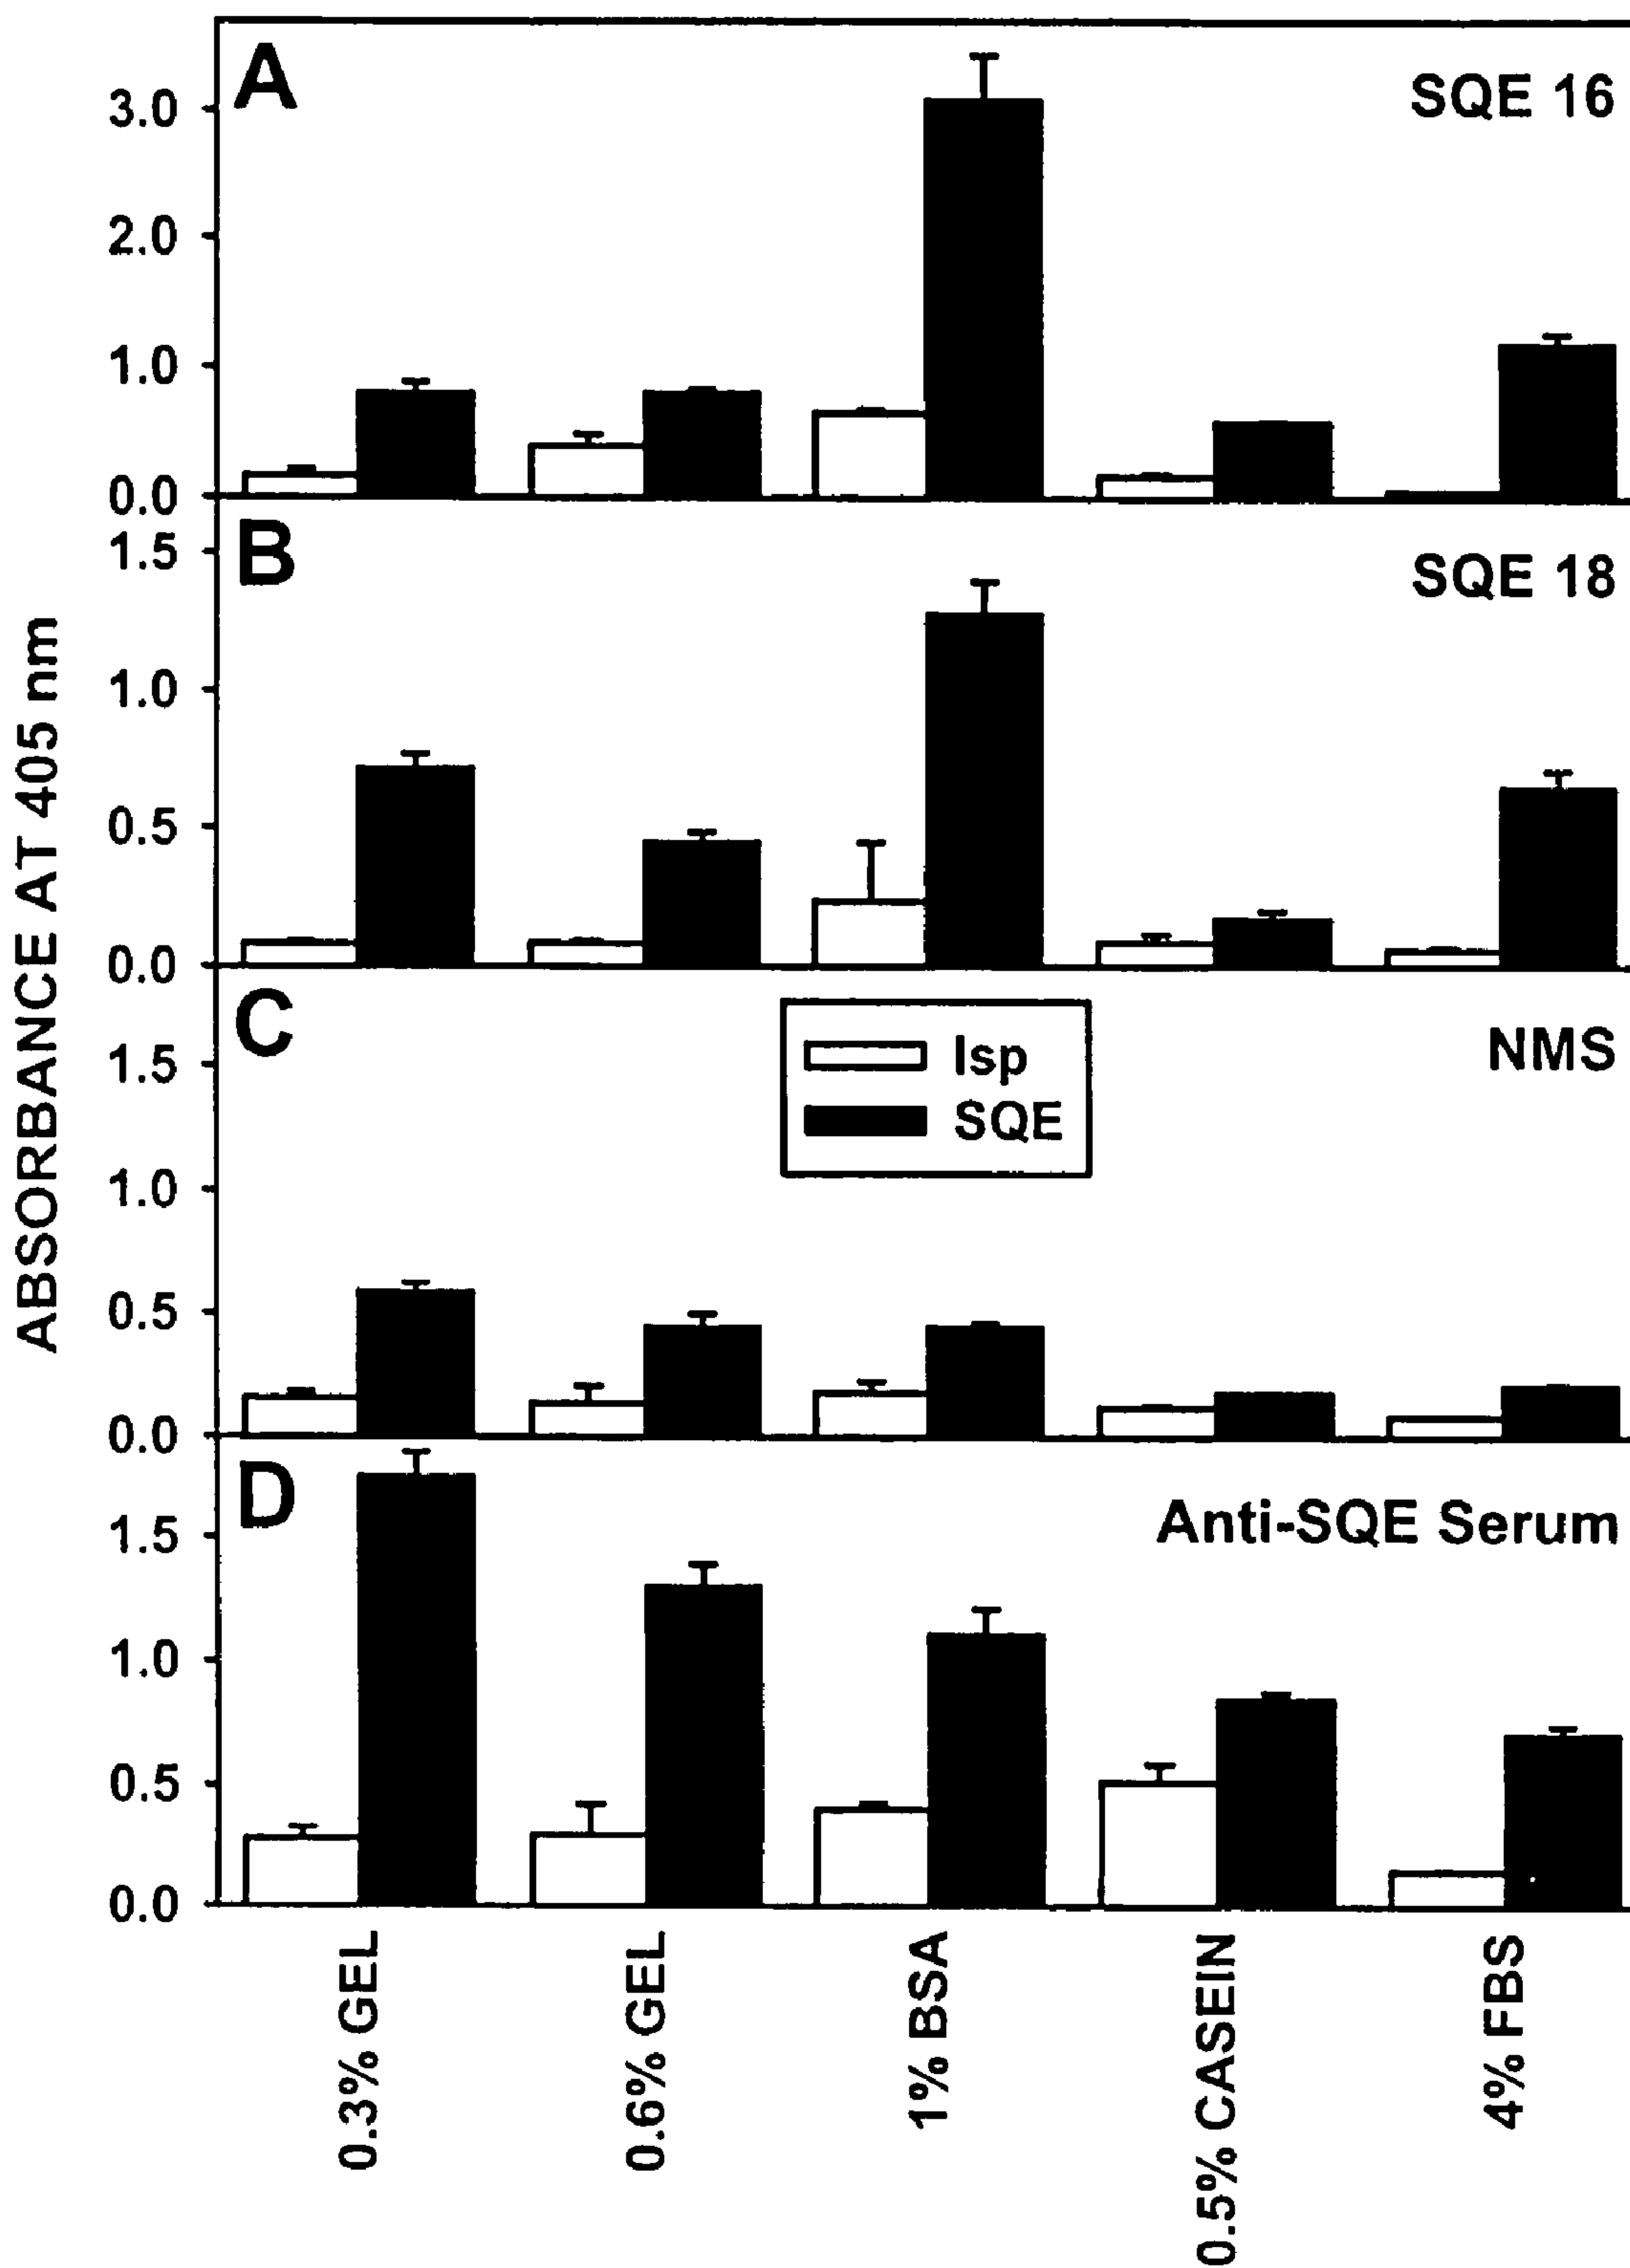 ABSORBANCE AT 405 nm
A
SQE 16
3.0
2.0
1.0
0.0
B
SQE 18
1.5
1.0
0.5
0.0
C
NMS
Isp
SQE
1.5
1.0
0.5
0.0
D
Anti-SQE Serum
1.5
1.0
0.5
0.0
0.3% GEL
0.6% GEL
1% BSA
0.5% CASEIN
4% FBS